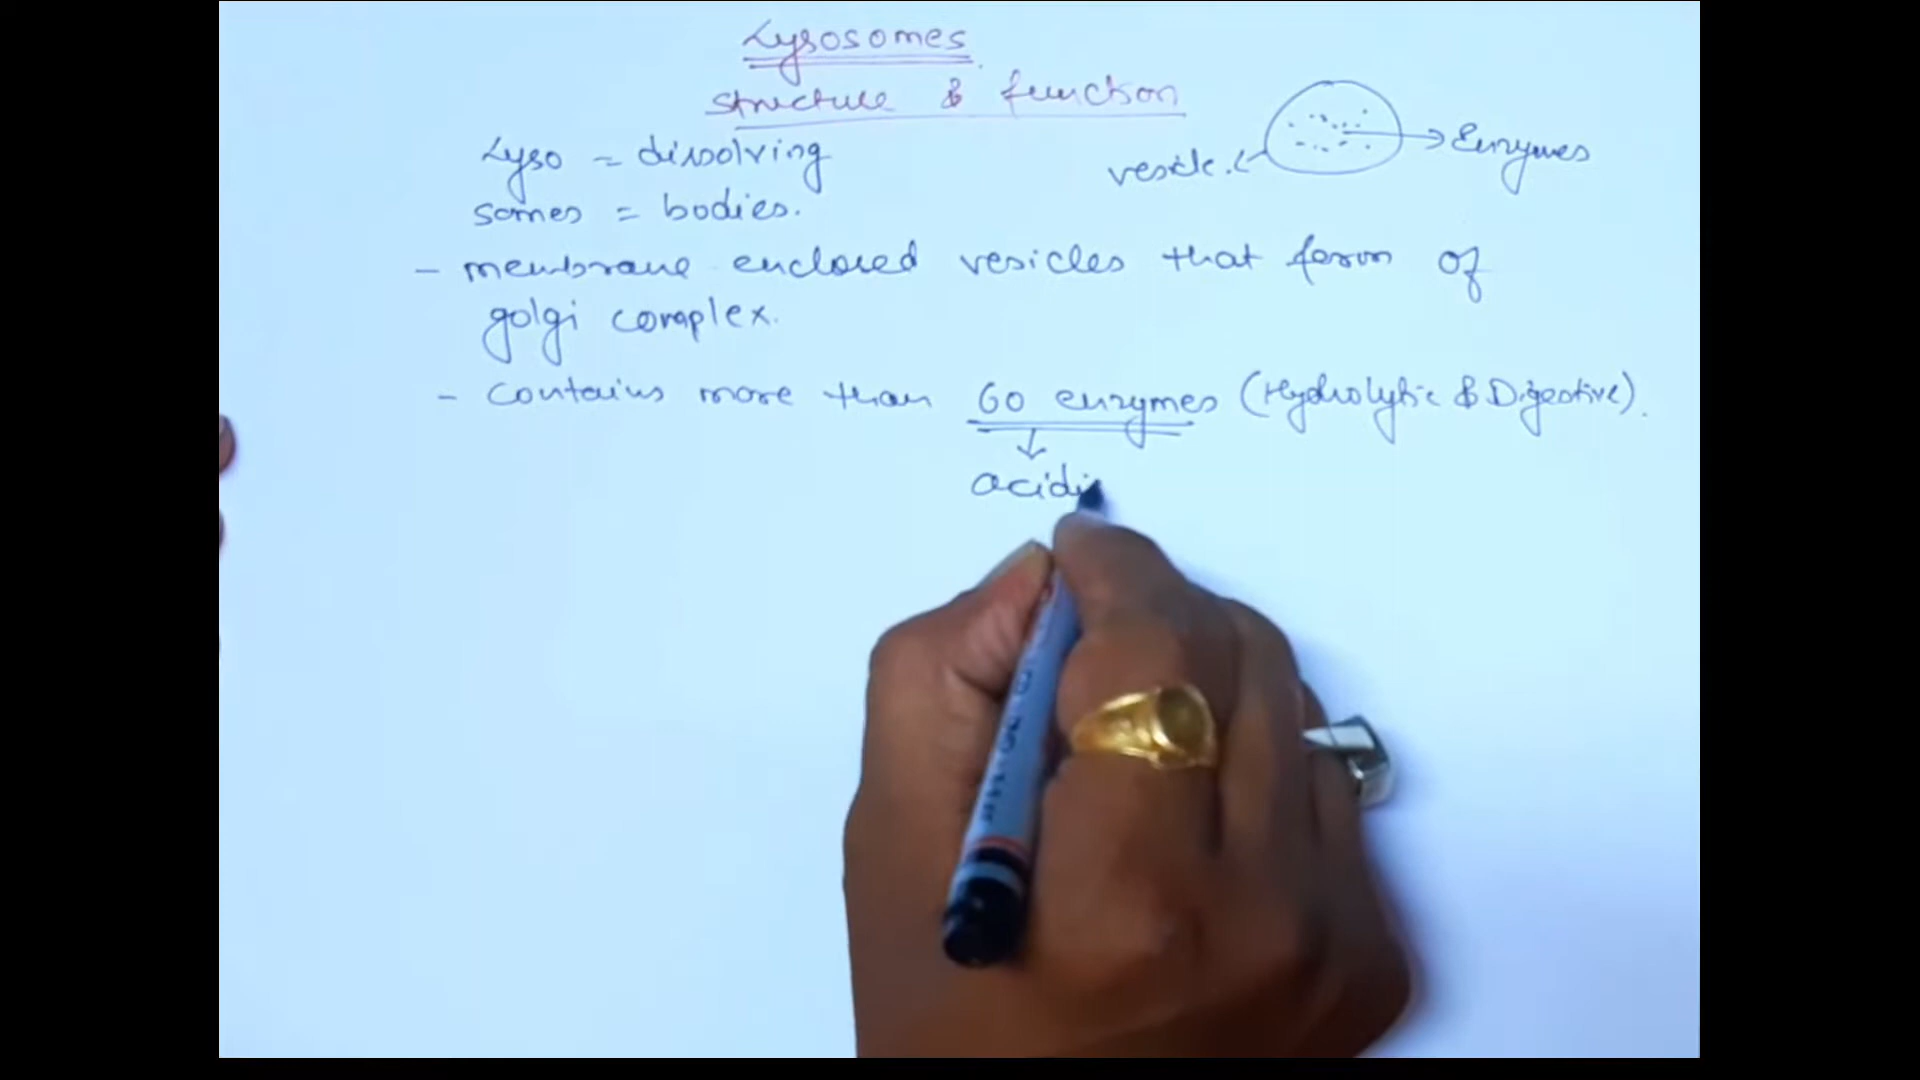 Lysosomes
structure & function
Lyso = dissolving
somes = bodies.
vesicle.
Enzymes
- membrane enclosed vesicles that form of
golgi complex.
- contains more than 60 enzymes (Hydrolytic & Digestive).
acidi